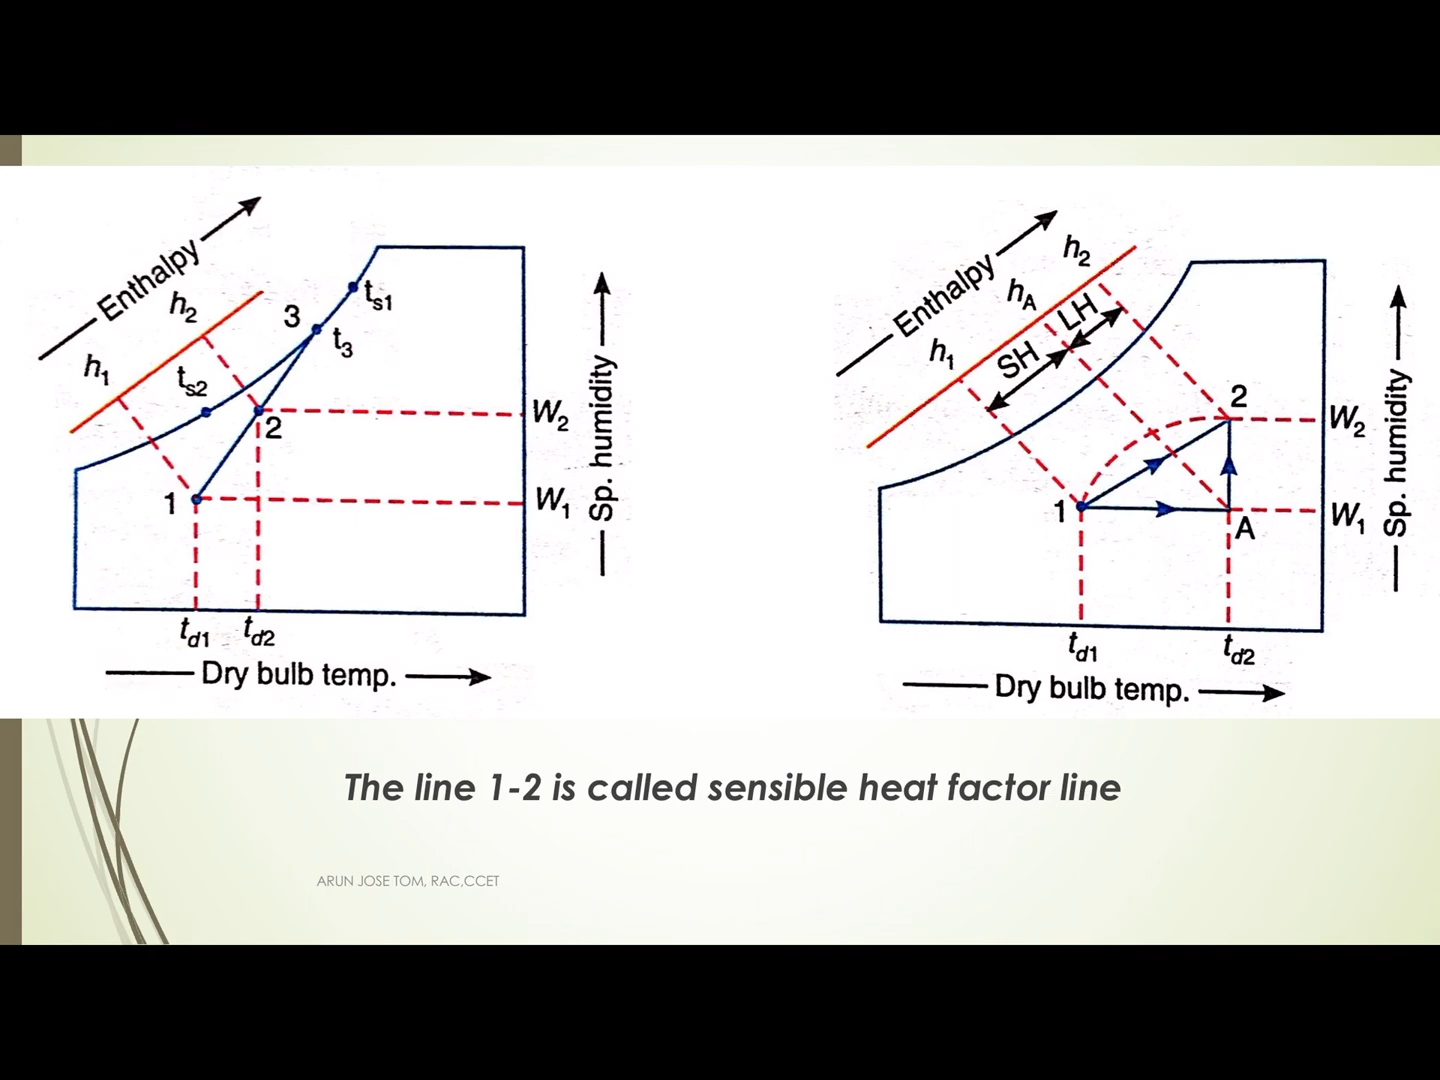 Enthalpy
h2
h1
ts2
3
ts1
t3
2
1
W2
W1
Sp. humidity
td1
td2
Dry bulb temp.
Enthalpy
h2
hA
h1
LH
SH
2
1
A
W2
W1
Sp. humidity
td1
td2
Dry bulb temp.
The line 1-2 is called sensible heat factor line
ARUN JOSE TOM, RAC,CCET